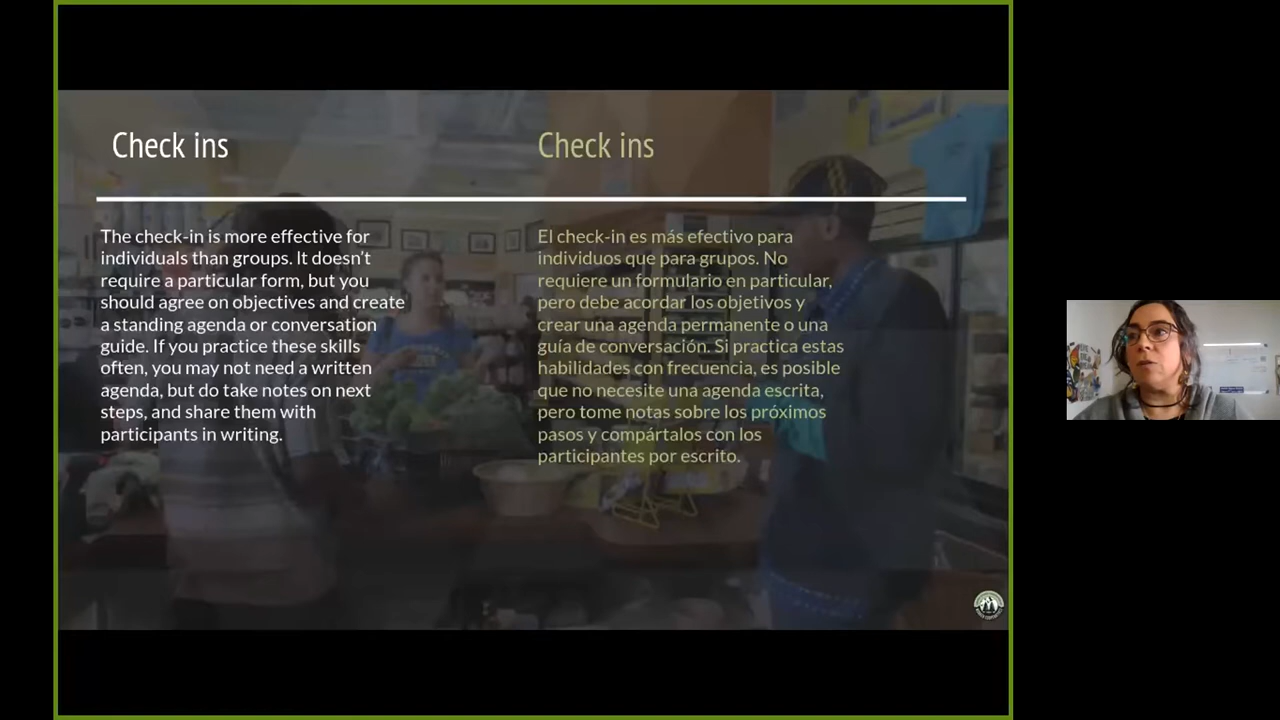 Check ins
The check-in is more effective for
individuals than groups. It doesn’t
require a particular form, but you
should agree on objectives and create
a standing agenda or conversation
guide. If you practice these skills
often, you may not need a written
agenda, but do take notes on next
steps, and share them with
participants in writing.
Check ins
El check-in es más efectivo para
individuos que para grupos. No
requiere un formulario en particular,
pero debe acordar los objetivos y
crear una agenda permanente o una
guía de conversación. Si practica estas
habilidades con frecuencia, es posible
que no necesite una agenda escrita,
pero tome notas sobre los próximos
pasos y compártalos con los
participantes por escrito.